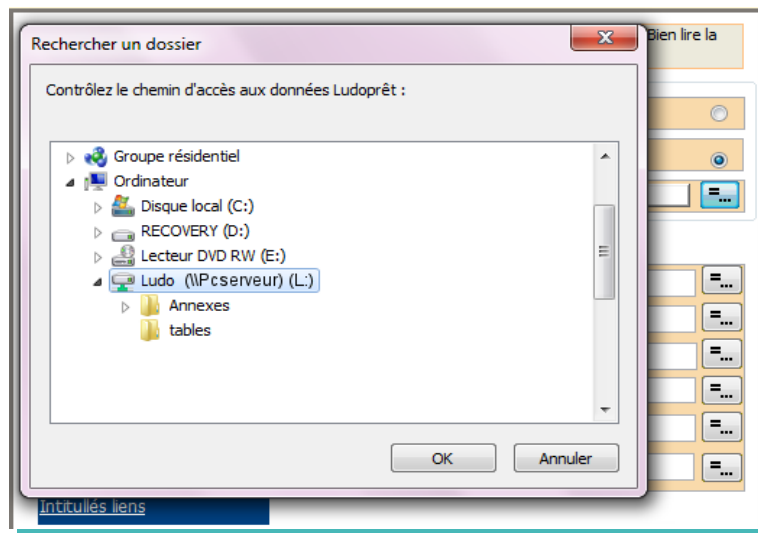 Rechercher un dossier
Bien lire la
Contrôlez le chemin d'accès aux données Ludoprêt :
Groupe résidentiel
Ordinateur
Disque local (C:)
RECOVERY (D:)
Lecteur DVD RW (E:)
Ludo (\\Pcserveur) (L:)
Annexes
tables
OK
Annuler
=...
=...
=...
=...
=...
=...
=...
Intitullés liens